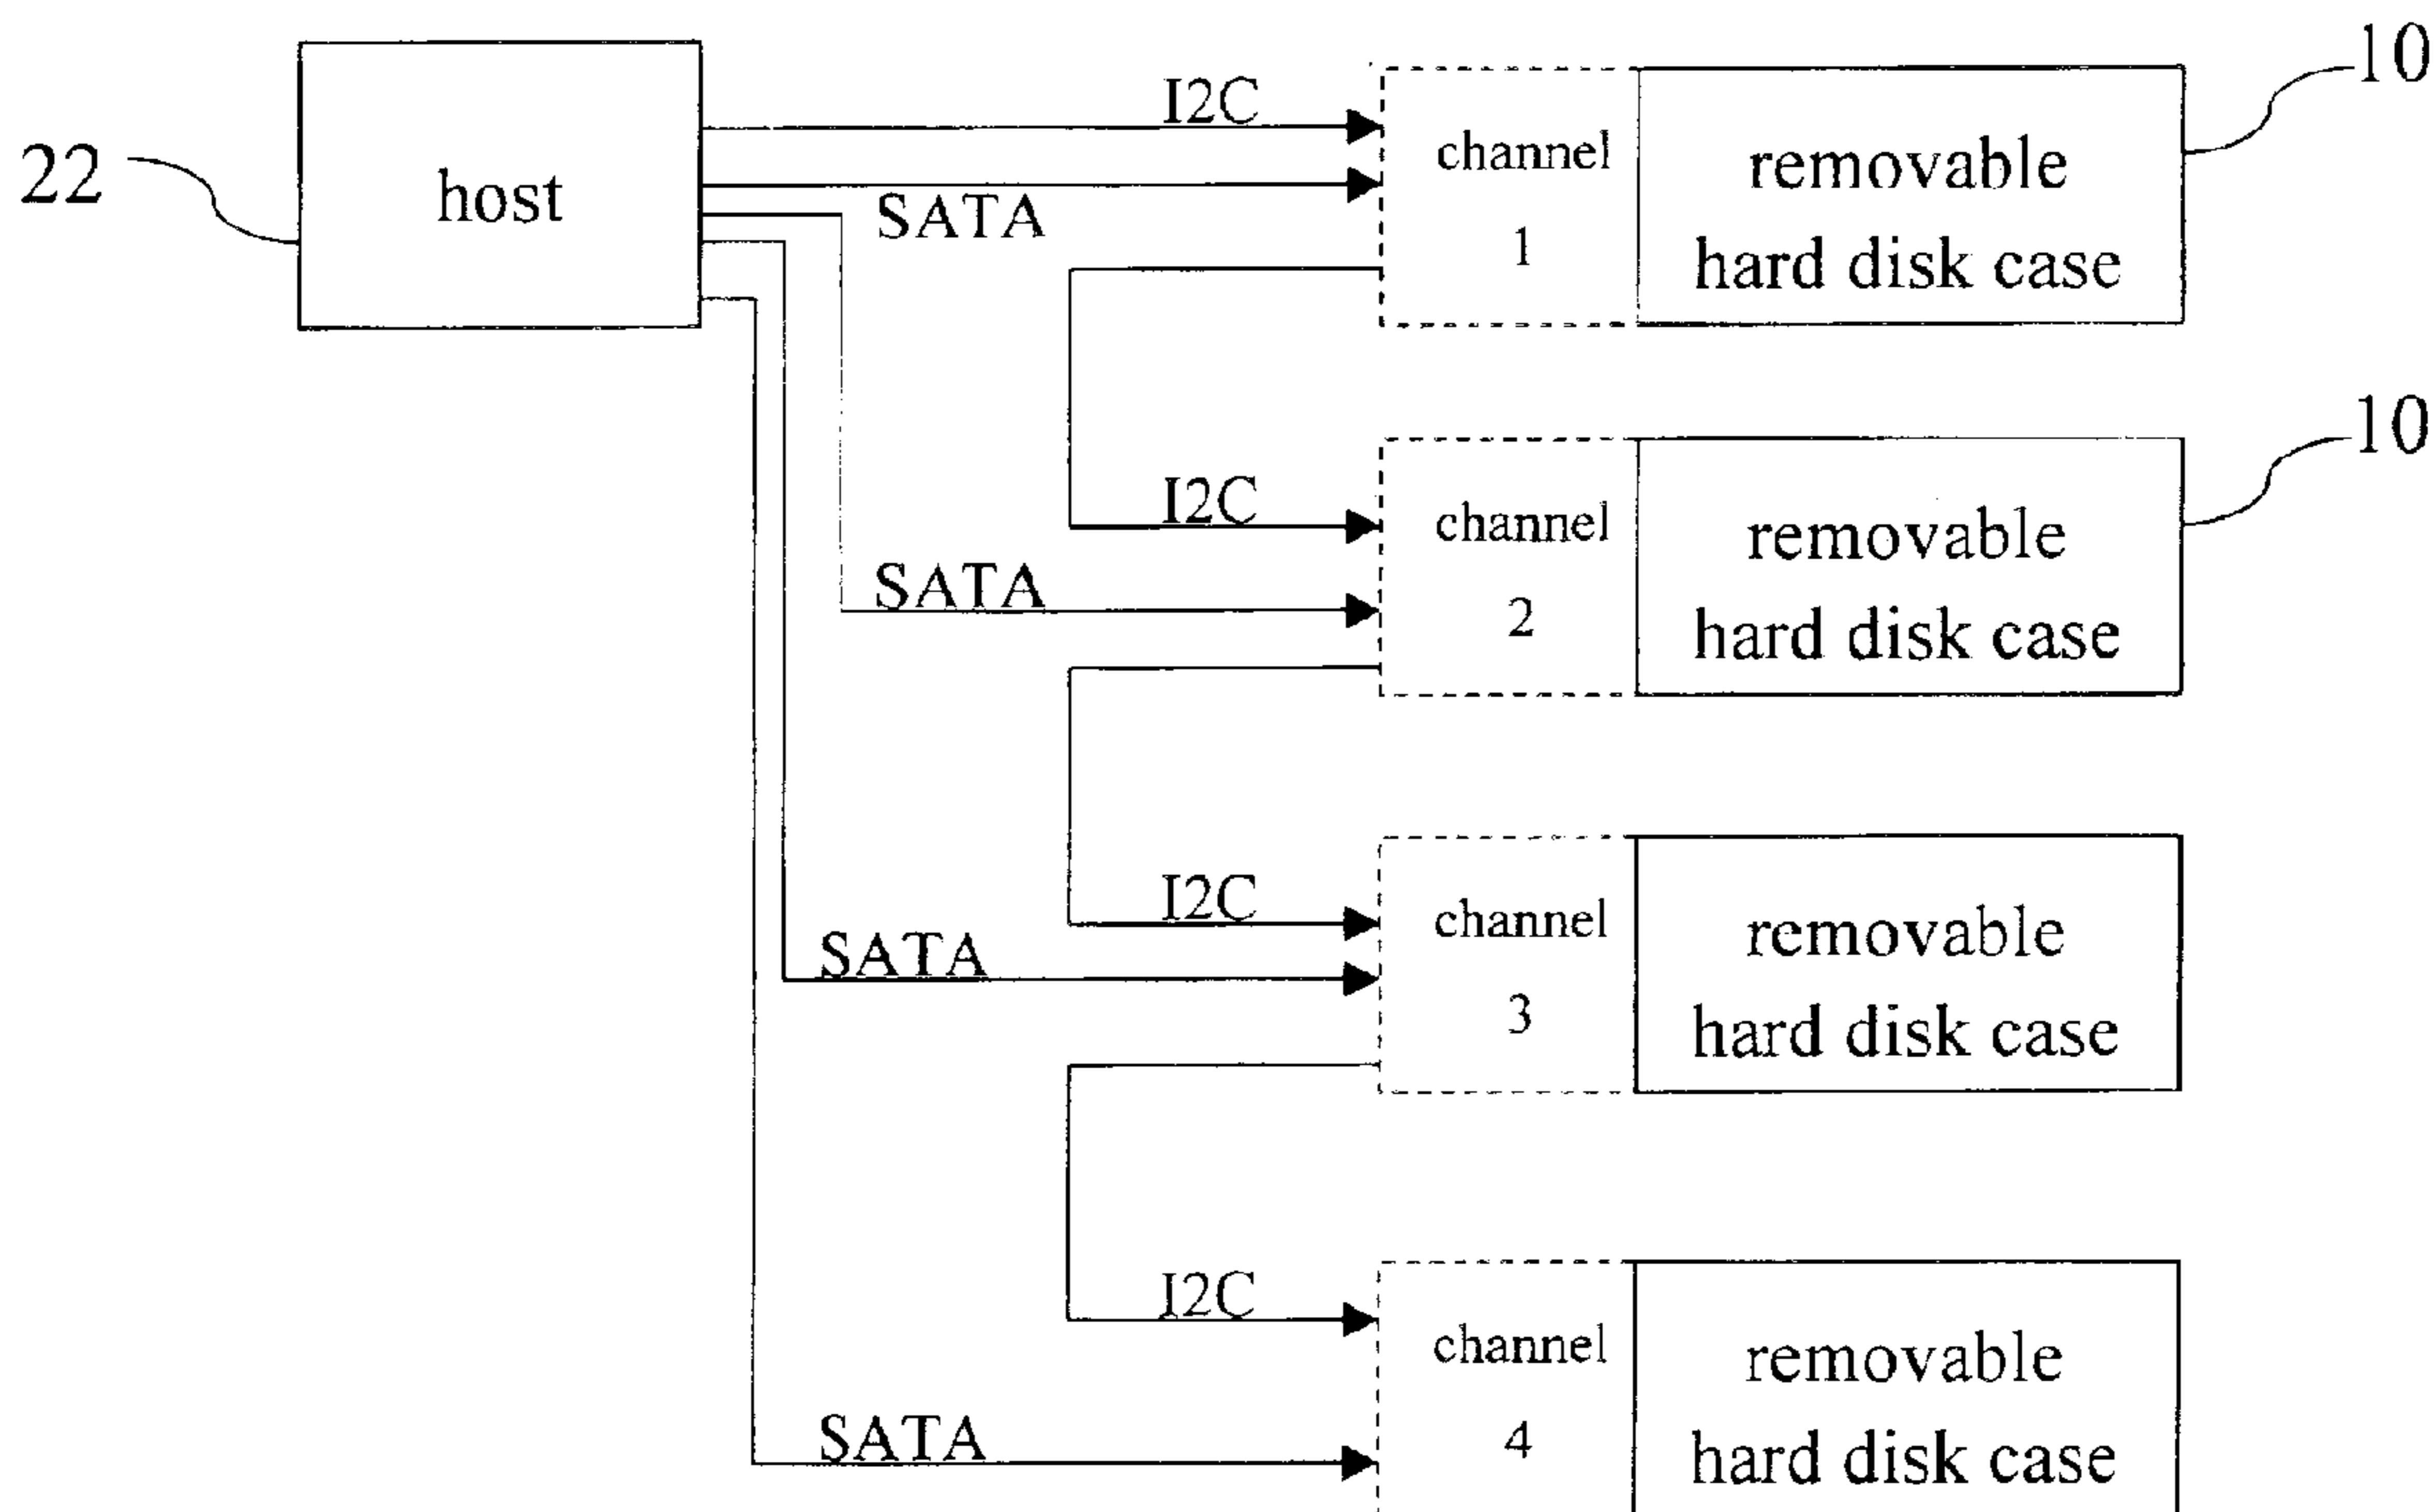 10
I2C
channel
1
removable
hard disk case
22
host
SATA
10
I2C
channel
2
removable
hard disk case
SATA
I2C
channel
3
removable
hard disk case
SATA
I2C
channel
4
removable
hard disk case
SATA